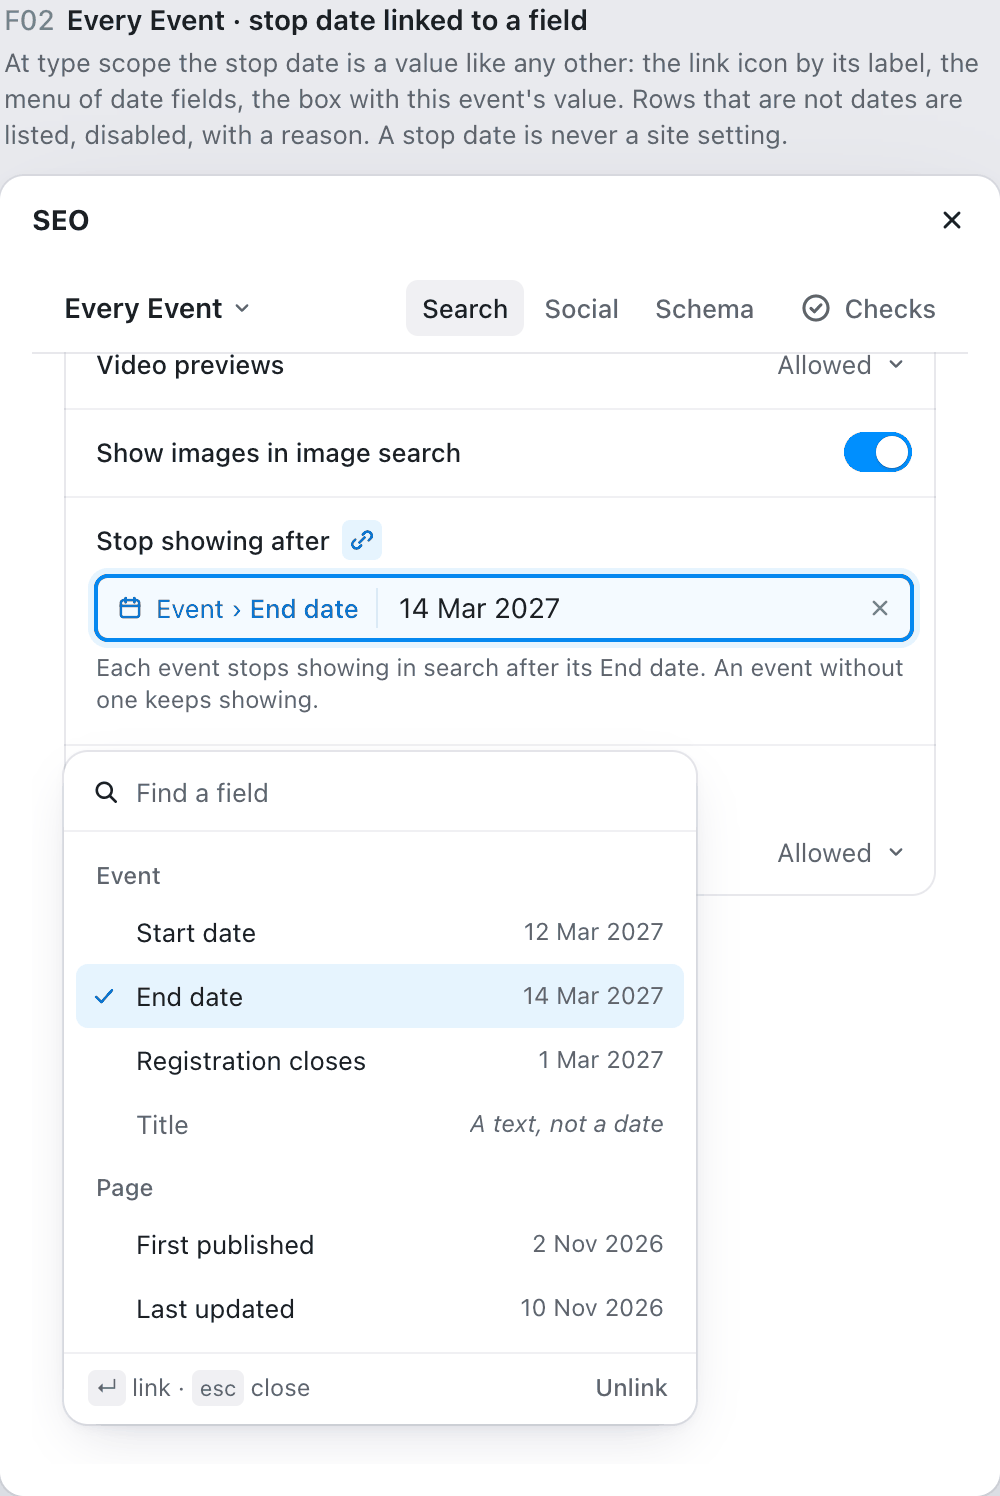 F02 Every Event · stop date linked to a field
At type scope the stop date is a value like any other: the link icon by its label, the
menu of date fields, the box with this event's value. Rows that are not dates are
listed, disabled, with a reason. A stop date is never a site setting.
SEO
Every Event
Search Social Schema Checks
Video previews Allowed
Show images in image search
Stop showing after
Event › End date 14 Mar 2027
Each event stops showing in search after its End date. An event without
one keeps showing.
Allowed
Find a field
Event
Start date 12 Mar 2027
End date 14 Mar 2027
Registration closes 1 Mar 2027
Title A text, not a date
Page
First published 2 Nov 2026
Last updated 10 Nov 2026
↵ link · esc close Unlink